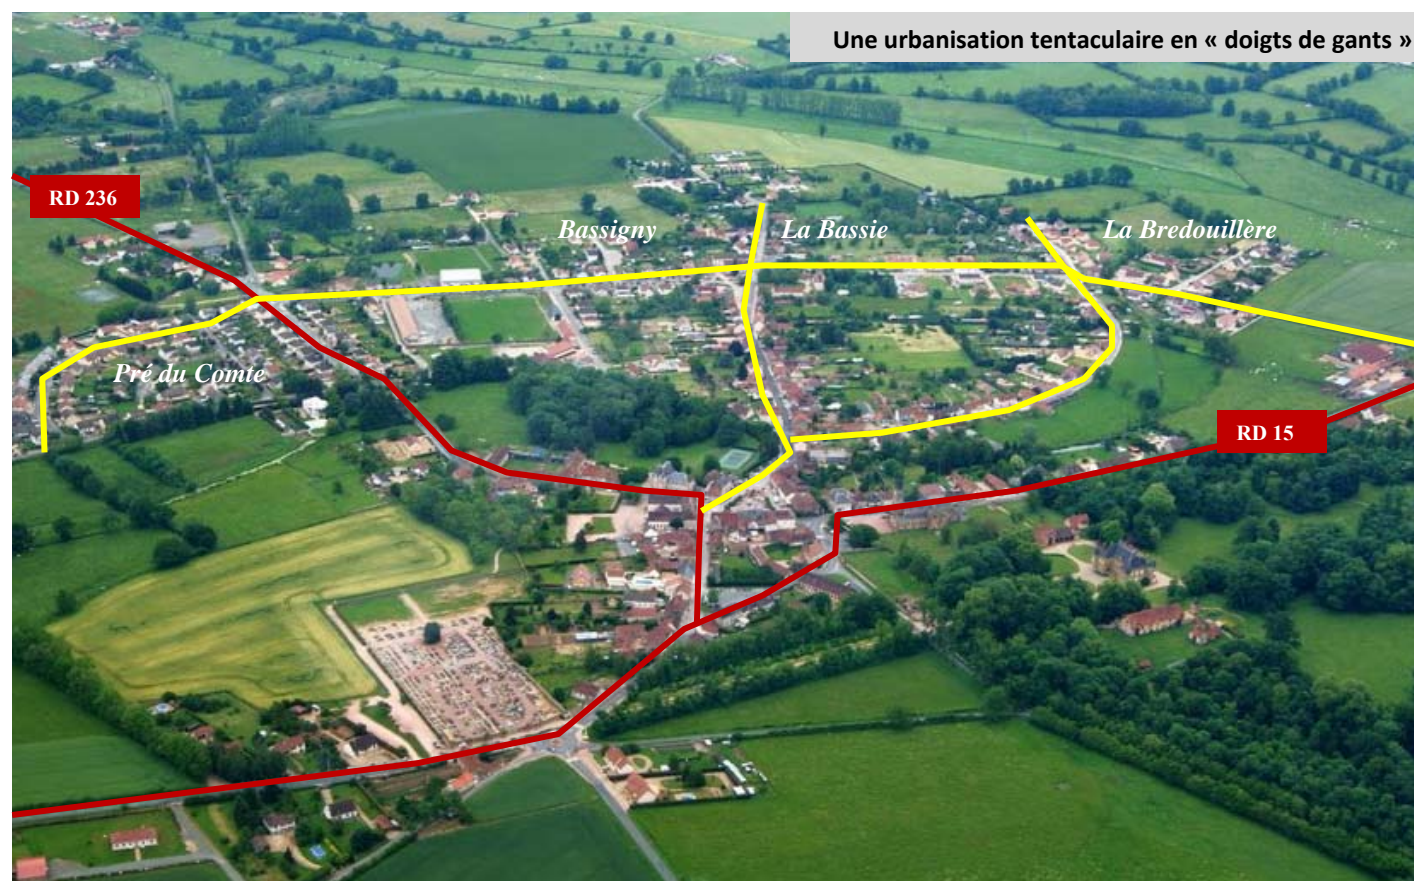 Une urbanisation tentaculaire en « doigts de gants »
RD 236
Bassigny
La Bassie
La Bredouillère
Pré du Comte
RD 15